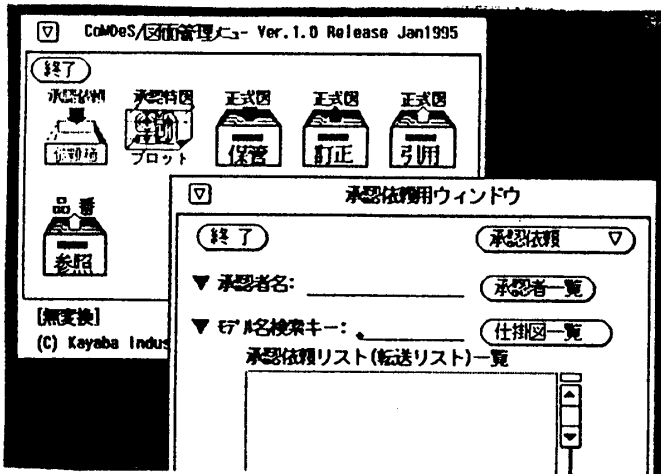 CoMDeS/図面管理メニュー Ver.1.0 Release Jan1995
終了
承認依頼 承認待図 正式図 正式図 正式図
依頼箱 プロット 保管 訂正 引用
品番
参照
[無変換]
(C) Kayaba Indus
承認依頼用ウィンドウ
終了 承認依頼
承認者名: 承認者一覧
モデル名検索キー: 仕掛図一覧
承認依頼リスト(転送リスト)一覧